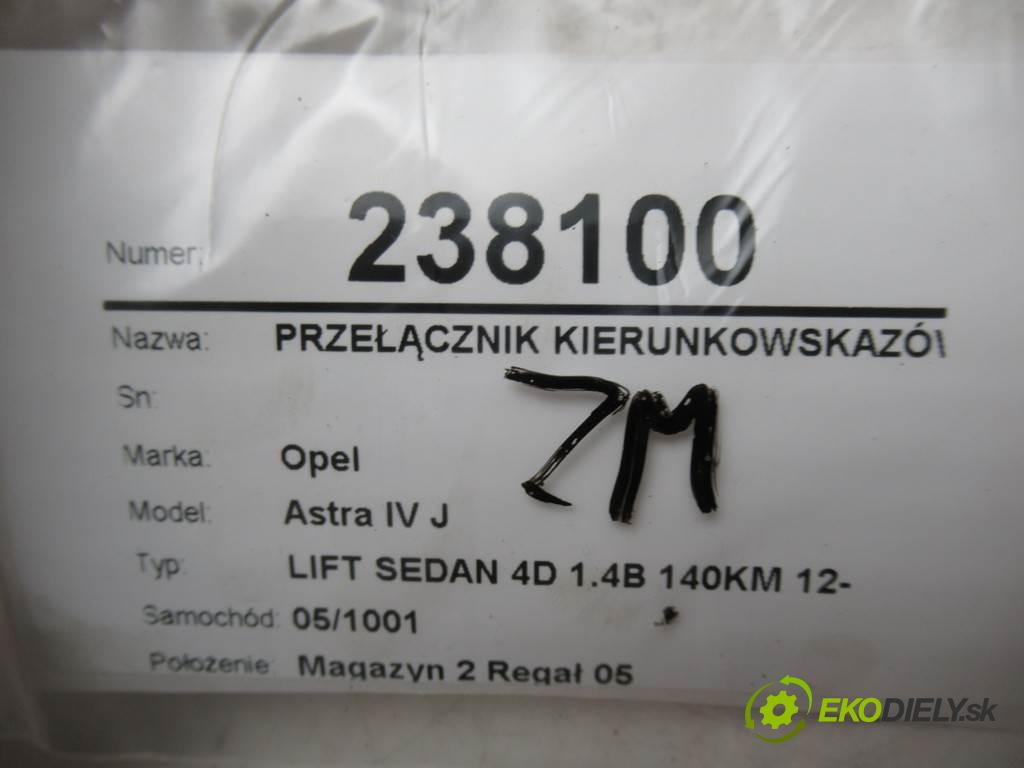 Numer: 238100
Nazwa: PRZEŁĄCZNIK KIERUNKOWSKAZÓ
Sn:
ZM
Marka: Opel
Model: Astra IV J
Typ: LIFT SEDAN 4D 1.4B 140KM 12-
Samochód: 05/1001
Położenie: Magazyn 2 Regał 05
EKODIELY.sk